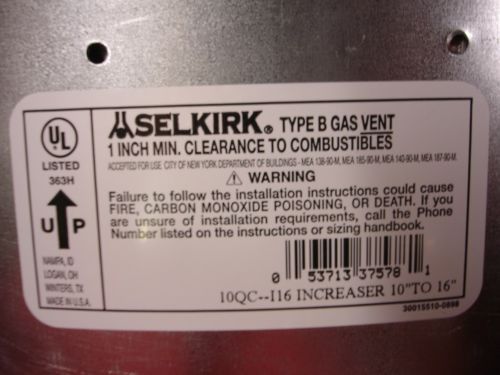 UL
LISTED
363H
UP
NAMPA, ID
LOGAN, OH
WINTERS, TX
MADE IN U.S.A.
SELKIRK® TYPE B GAS VENT
1 INCH MIN. CLEARANCE TO COMBUSTIBLES
ACCEPTED FOR USE. CITY OF NEW YORK DEPARTMENT OF BUILDINGS - MEA 138-90-M, MEA 185-90-M, MEA 140-90-M, MEA 187-90-M.
⚠ WARNING
Failure to follow the installation instructions could cause
FIRE, CARBON MONOXIDE POISONING, OR DEATH. If you
are unsure of installation requirements, call the Phone
Number listed on the instructions or sizing handbook.
0 53713 37578 1
10QC--I16 INCREASER 10"TO 16"
30015510-0898